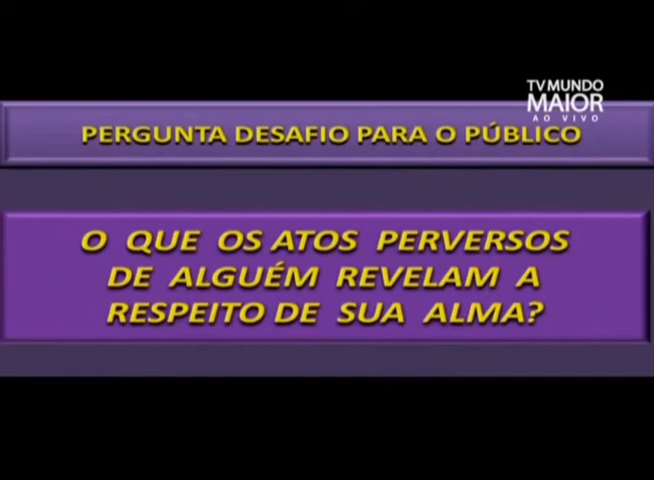 TV MUNDO
MAIOR
AO VIVO
PERGUNTA DESAFIO PARA O PÚBLICO
O QUE OS ATOS PERVERSOS
DE ALGUÉM REVELAM A
RESPEITO DE SUA ALMA?